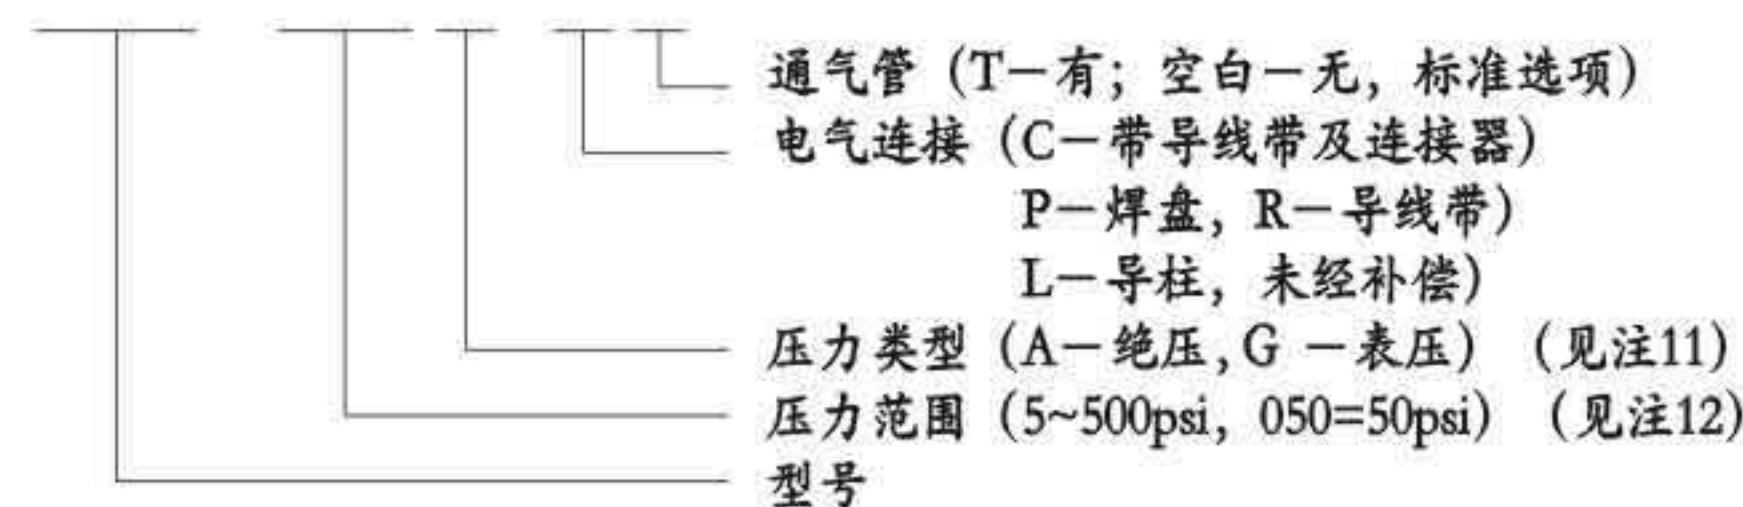 通气管（T－有；空白－无，标准选项）
电气连接（C－带导线带及连接器）
P－焊盘，R－导线带）
L－导柱，未经补偿）
压力类型（A－绝压,G －表压）（见注11）
压力范围（5~500psi，050=50psi）（见注12）
型号